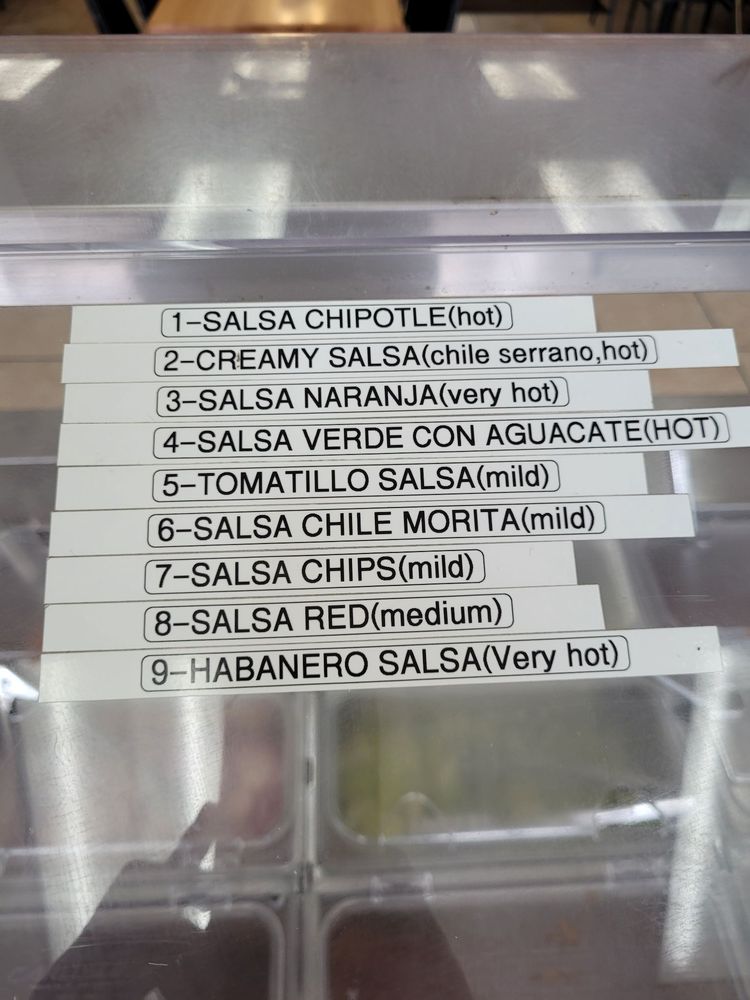 1-SALSA CHIPOTLE(hot)
2-CREAMY SALSA(chile serrano,hot)
3-SALSA NARANJA(very hot)
4-SALSA VERDE CON AGUACATE(HOT)
5-TOMATILLO SALSA(mild)
6-SALSA CHILE MORITA(mild)
7-SALSA CHIPS(mild)
8-SALSA RED(medium)
9-HABANERO SALSA(Very hot)